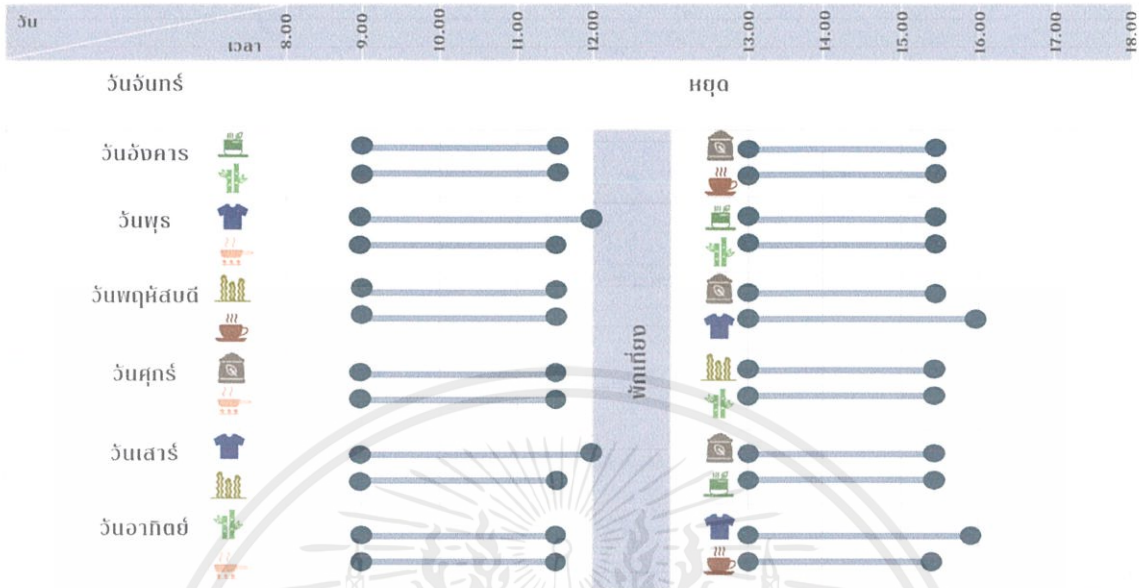 วัน
เวลา
8.00
9.00
10.00
11.00
12.00
13.00
14.00
15.00
16.00
17.00
18.00
วันจันทร์
หยุด
วันอังคาร
วันพุธ
วันพฤหัสบดี
วันศุกร์
วันเสาร์
วันอาทิตย์
พักเที่ยง